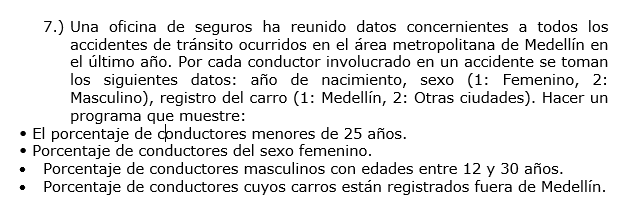 7.) Una oficina de seguros ha reunido datos concernientes a todos los
accidentes de tránsito ocurridos en el área metropolitana de Medellín en
el último año. Por cada conductor involucrado en un accidente se toman
los siguientes datos: año de nacimiento, sexo (1: Femenino, 2:
Masculino), registro del carro (1: Medellín, 2: Otras ciudades). Hacer un
programa que muestre:
• El porcentaje de conductores menores de 25 años.
• Porcentaje de conductores del sexo femenino.
• Porcentaje de conductores masculinos con edades entre 12 y 30 años.
• Porcentaje de conductores cuyos carros están registrados fuera de Medellín.